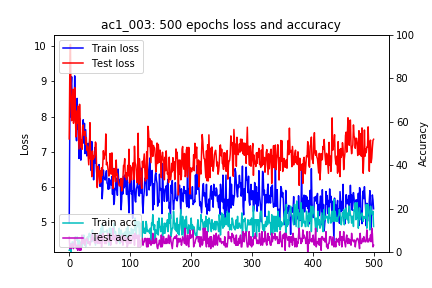 ac1_003: 500 epochs loss and accuracy
10
9
8
7
6
5
Loss
Train loss
Test loss
Train acc
Test acc
100
80
60
40
20
0
Accuracy
0 100 200 300 400 500